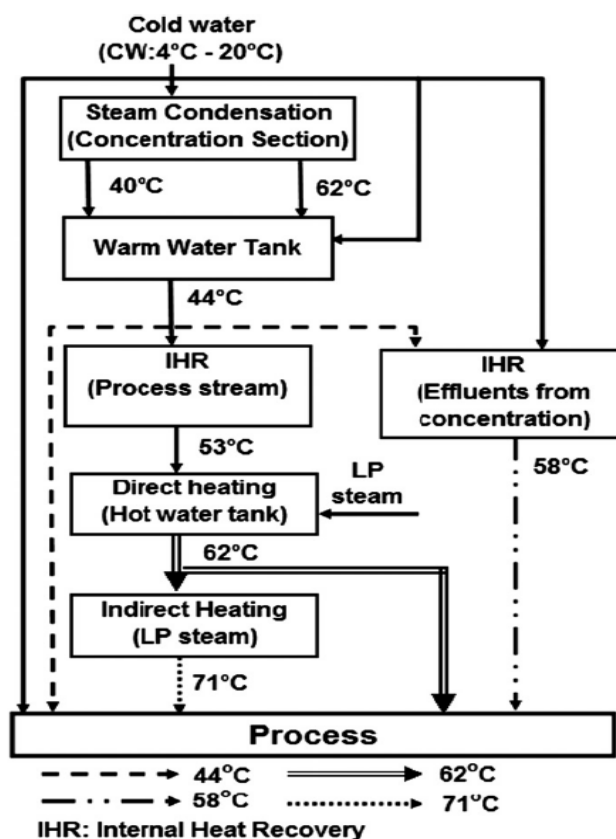 Cold water
(CW:4°C - 20°C)
Steam Condensation
(Concentration Section)
40°C
62°C
Warm Water Tank
44°C
IHR
(Process stream)
IHR
(Effluents from
concentration)
53°C
58°C
LP
steam
Direct heating
(Hot water tank)
62°C
Indirect Heating
(LP steam)
71°C
Process
44°C
62°C
58°C
71°C
IHR: Internal Heat Recovery